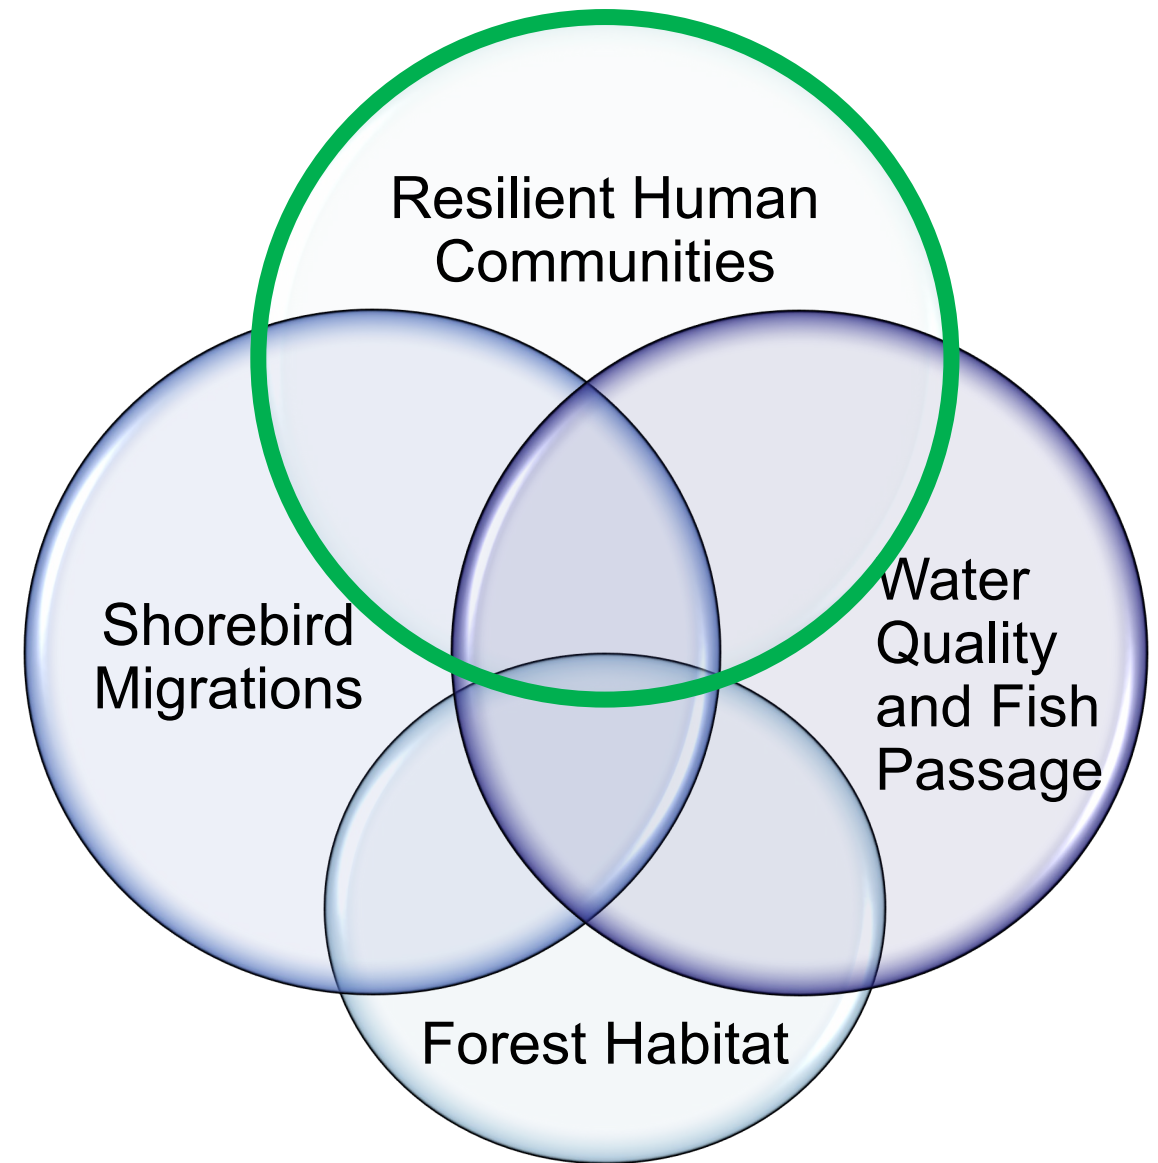 Resilient Human
Communities
Shorebird
Migrations
Water
Quality
and Fish
Passage
Forest Habitat